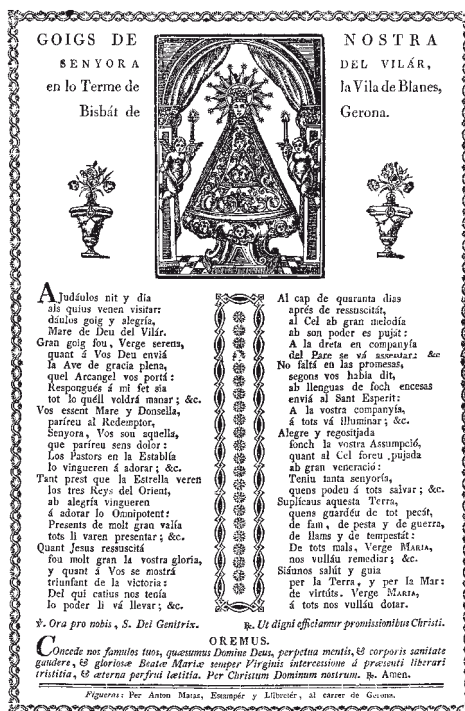 GOIGS DE NOSTRA
SENYORA DEL VILÁR,
en lo Terme de la Vila de Blanes,
Bisbát de Gerona.
AJudáulos nit y dia
als quius venen visitar:
dáulos goig y alegría,
Mare de Deu del Vilár.
Gran goig fou, Verge serena,
quant á Vos Deu enviá
la Ave de gracia plena,
quel Arcangel vos portá:
Respongués á mí fet sia
tot lo quéll voldrá manar; &c.
Vos essent Mare y Donsella,
paríreu al Redemptor,
Senyora, Vos sou aquella,
que paríreu sens dolor:
Los Pastors en la Establía
lo vingueren á adorar; &c.
Tant prest que la Estrella veren
los tres Reys del Orient,
ab alegría vingueren
á adorar lo Omnipotent:
Presents de molt gran valía
tots li varen presentar; &c.
Quant Jesus ressuscitá
fou molt gran la vostra gloria,
y quant á Vos se mostrá
triunfant de la victoria:
Del qui catius nos tenía
lo poder li vá llevar; &c.
Al cap de quaranta dias
aprés de ressuscitát,
al Cel ab gran melodía
ab son poder es pujat:
A la dreta en companyía
del Pare se vá assentar: &c
No faltá en las promesas,
segons vos habia dit,
ab llenguas de foch encesas
enviá al Sant Esperit:
A la vostra companyía,
á tots vá illuminar; &c.
Alegre y regositjada
fonch la vostra Assumpció,
quant al Cel foreu pujada
ab gran veneració:
Teniu tanta senyoría,
quens podeu á tots salvar; &c.
Suplícaus aquesta Terra,
quens guardéu de tot pecát,
de fam, de pesta y de guerra,
de llams y de tempestát:
De tots mals, Verge MARIA,
nos vullàu remediar; &c.
Siáunos salút y guia
per la Terra, y per la Mar:
de virtúts. Verge MARIA,
á tots nos vulláu dotar.
℣. Ora pro nobis, S. Dei Genitrix. ℟. Ut digni efficiamur promissionibus Christi.
OREMUS.
Concede nos famulos tuos, quæsumus Domine Deus, perpetua mentis, & corporis sanitate
gaudere, & gloriosæ Beatæ Mariæ semper Virginis intercessione á præsenti liberari
tristitia, & æterna perfrui lætitia. Per Christum Dominum nostrum. ℟. Amen.
Figueras: Per Anton Matas, Estampér y Llibretér, al carrer de Gerona.